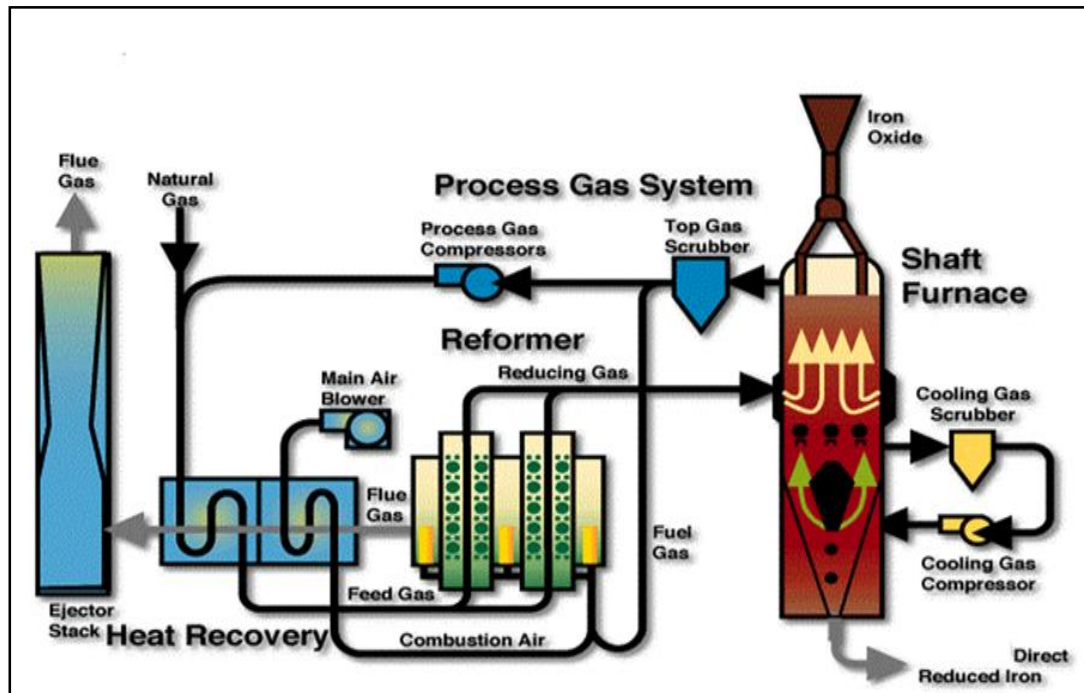 Iron
Oxide
Flue
Gas
Natural
Gas
Process Gas System
Process Gas
Compressors
Top Gas
Scrubber
Shaft
Furnace
Reformer
Reducing Gas
Main Air
Blower
Cooling Gas
Scrubber
Flue
Gas
Fuel
Gas
Cooling Gas
Compressor
Feed Gas
Ejector
Stack
Heat Recovery
Combustion Air
Direct
Reduced Iron